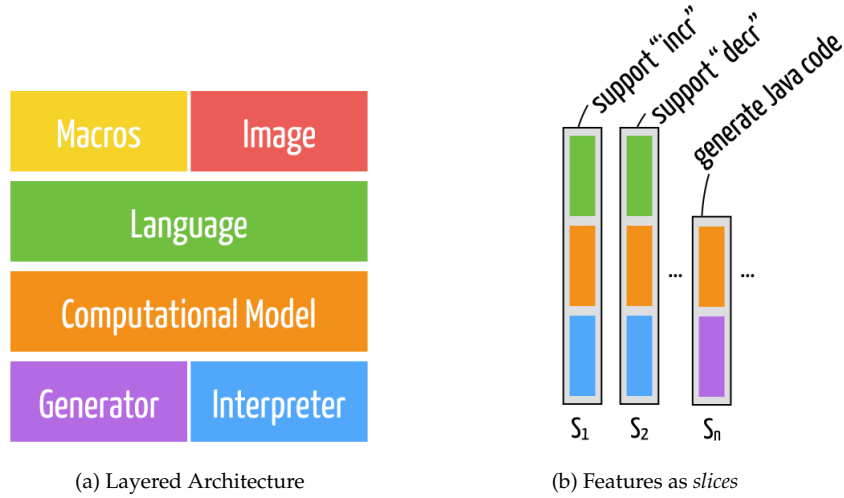 Macros
Image
Language
Computational Model
Generator
Interpreter
(a) Layered Architecture
support “incr”
support “decr”
generate Java code
...
...
S1
S2
Sn
(b) Features as slices